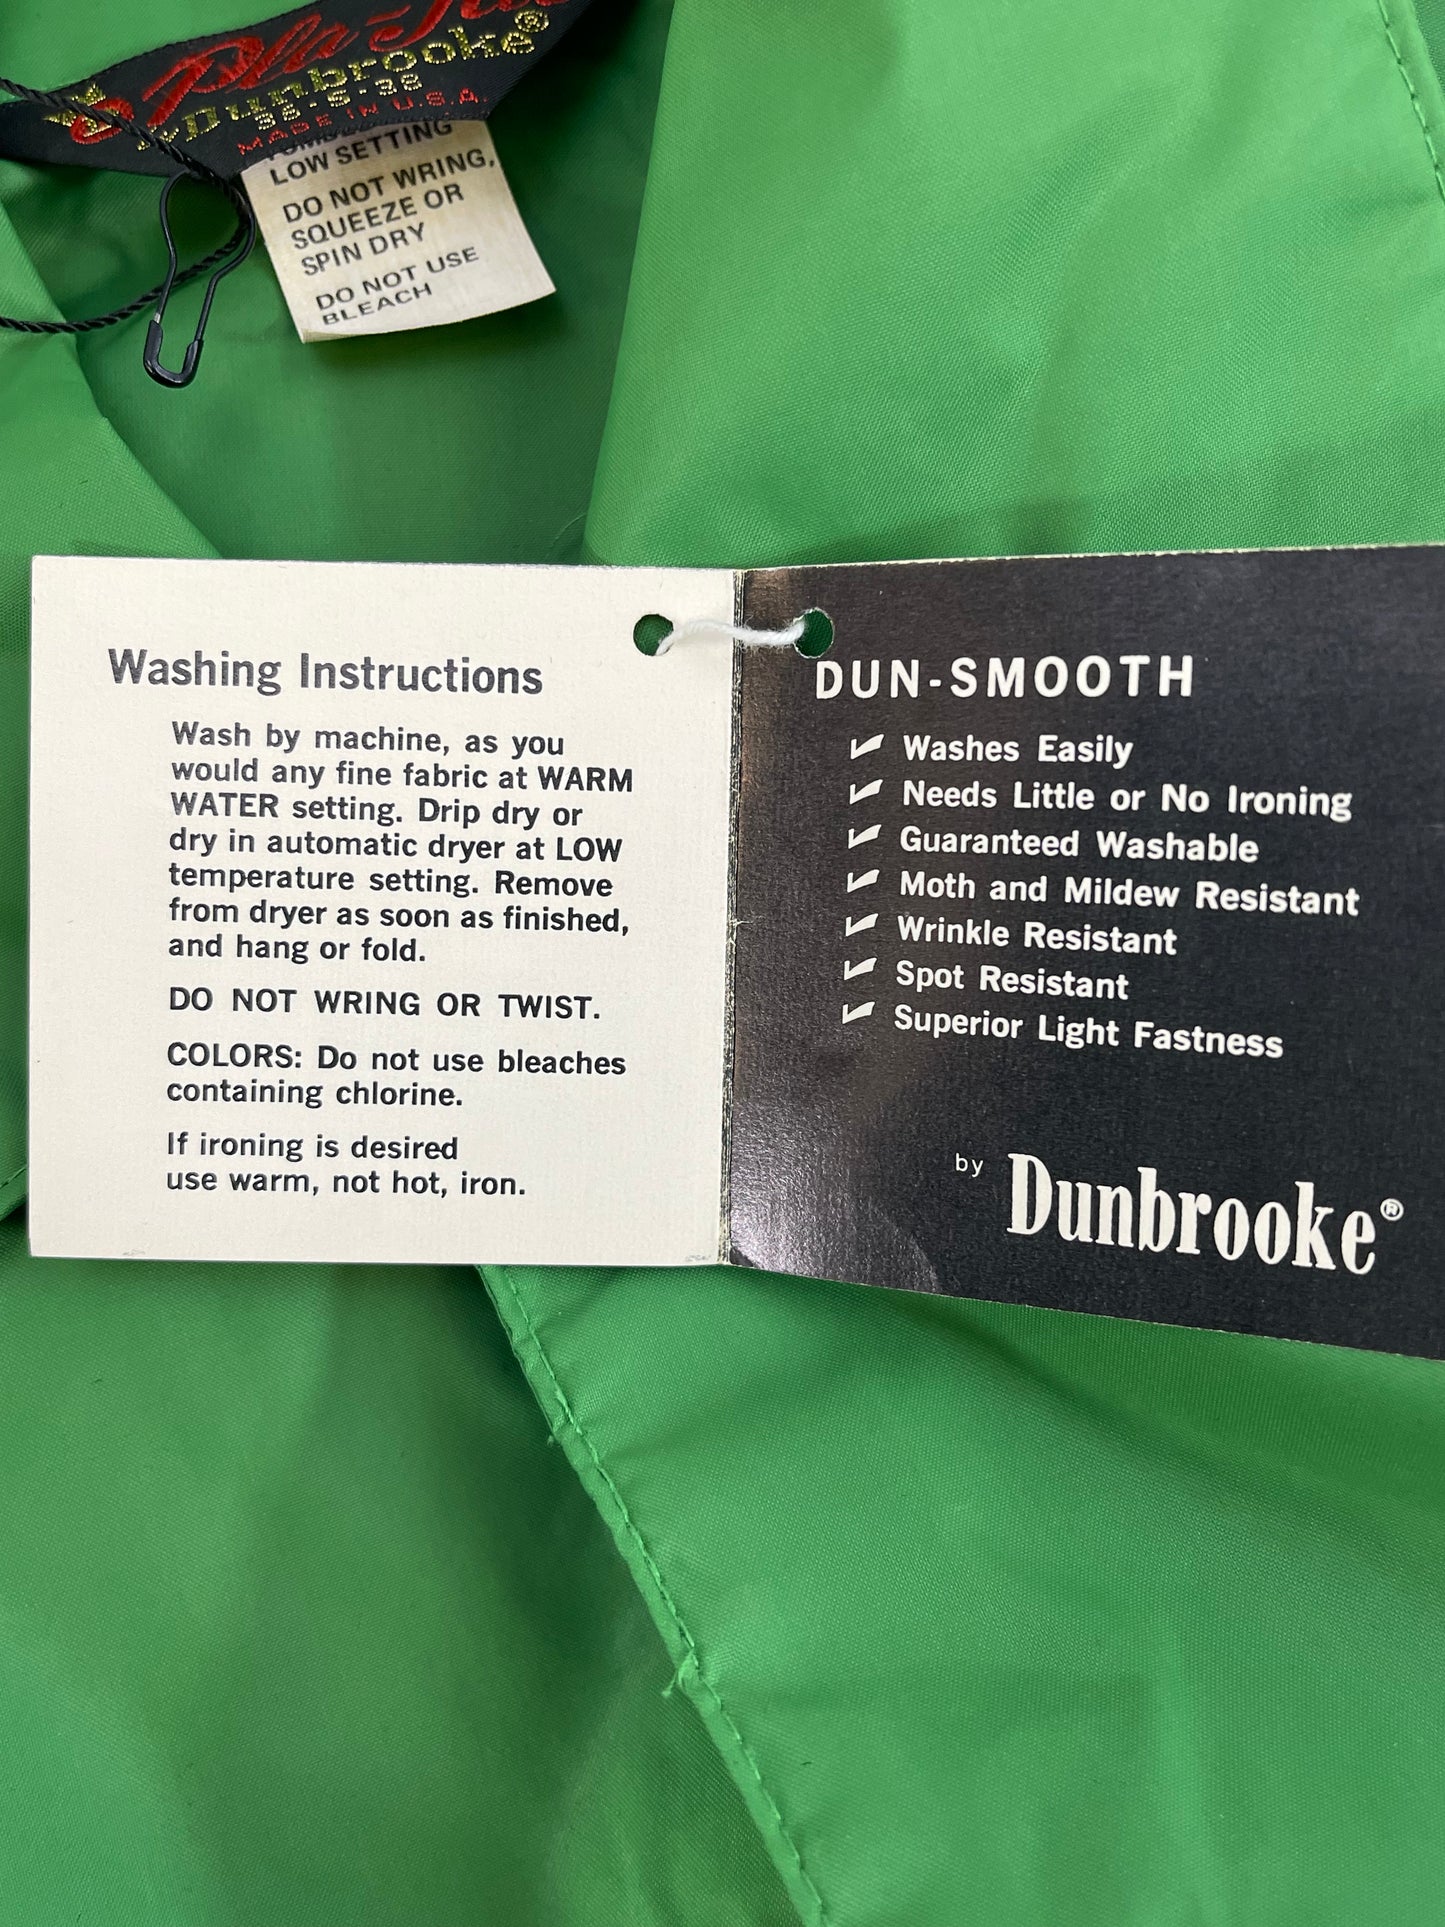 Pla-Jac
by Dunbrooke®
36-S-38
MADE IN U.S.A.
LOW SETTING
DO NOT WRING,
SQUEEZE OR
SPIN DRY
DO NOT USE
BLEACH
Washing Instructions
Wash by machine, as you
would any fine fabric at WARM
WATER setting. Drip dry or
dry in automatic dryer at LOW
temperature setting. Remove
from dryer as soon as finished,
and hang or fold.
DO NOT WRING OR TWIST.
COLORS: Do not use bleaches
containing chlorine.
If ironing is desired
use warm, not hot, iron.
DUN-SMOOTH
Washes Easily
Needs Little or No Ironing
Guaranteed Washable
Moth and Mildew Resistant
Wrinkle Resistant
Spot Resistant
Superior Light Fastness
by Dunbrooke®